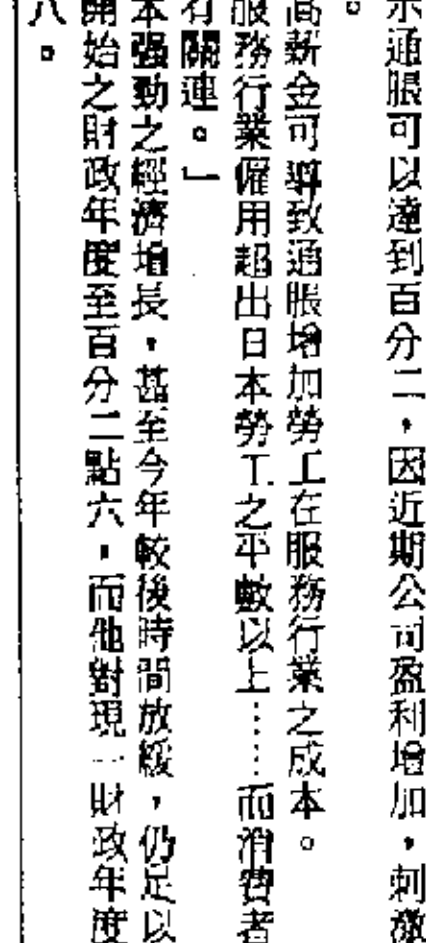 示通脹可以達到百分二，因近期公司盈利增加，刺激
。
高薪金可導致通脹增加勞工在服務行業之成本。
服務行業僱用超出日本勞工之平數以上……而消費者
有關連。」
本強勁之經濟增長，甚至今年較後時間放緩，仍足以
開始之財政年度至百分二點六，而他對現一財政年度
八。